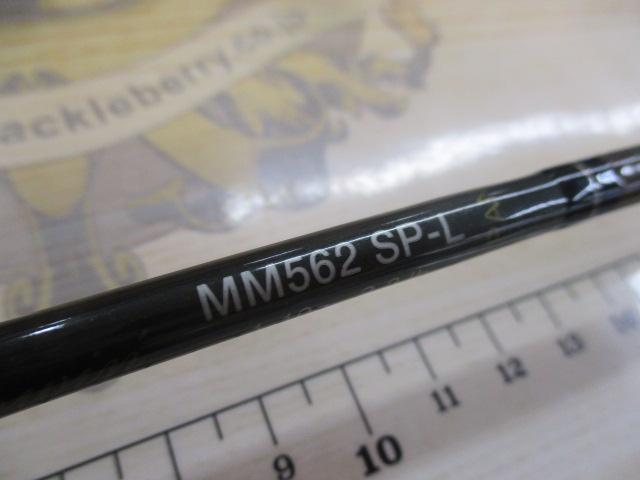 ackleberry.co.jp
MM562 SP-L
9 10 11 12 13